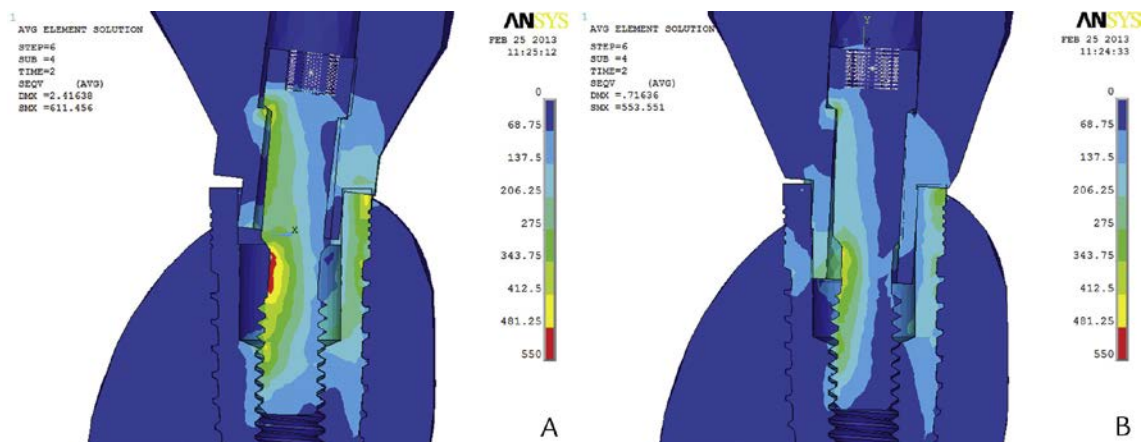 1
AVG ELEMENT SOLUTION
STEP=6
SUB =4
TIME=2
SEQV (AVG)
DMX =2.41638
SMX =611.456
ANSYS
FEB 25 2013
11:25:12
0
68.75
137.5
206.25
275
343.75
412.5
481.25
550
X
A
1
AVG ELEMENT SOLUTION
STEP=6
SUB =4
TIME=2
SEQV (AVG)
DMX =.71636
SMX =553.551
ANSYS
FEB 25 2013
11:24:33
0
68.75
137.5
206.25
275
343.75
412.5
481.25
550
Y
B